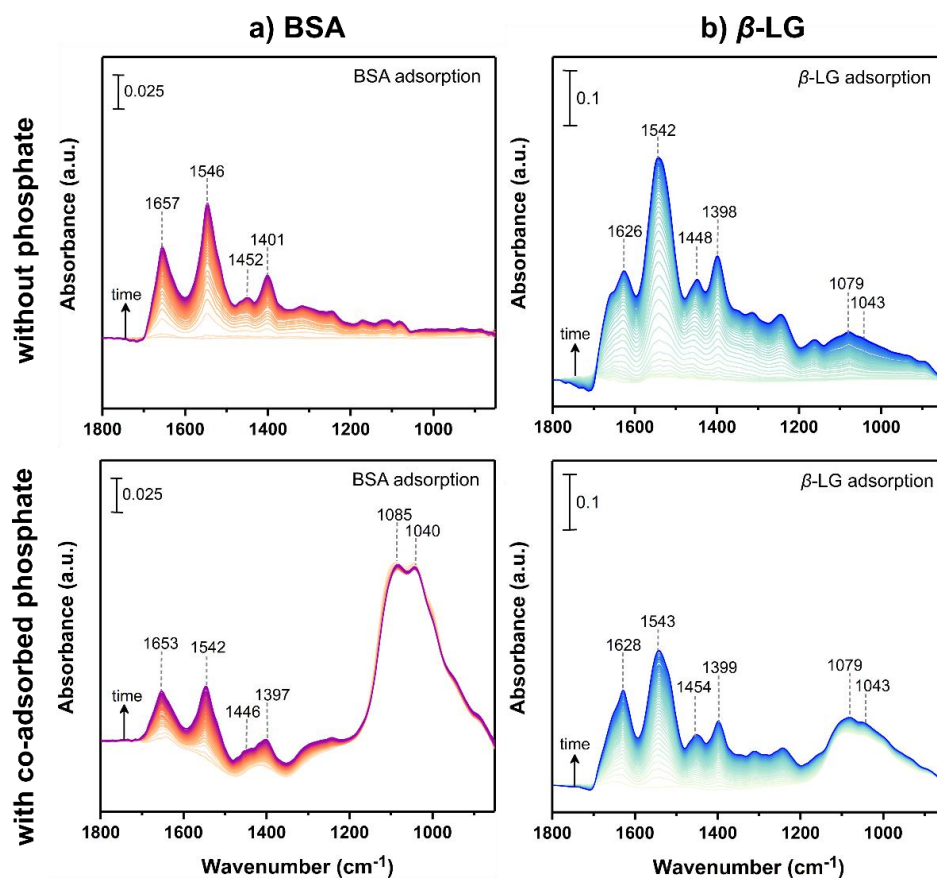 a) BSA
b) β-LG
without phosphate
BSA adsorption
0.025
Absorbance (a.u.)
1657
1546
1452
1401
time
1800 1600 1400 1200 1000
β-LG adsorption
0.1
Absorbance (a.u.)
1626
1542
1448
1398
1079
1043
time
1800 1600 1400 1200 1000
with co-adsorbed phosphate
BSA adsorption
0.025
Absorbance (a.u.)
1653
1542
1446
1397
1085
1040
time
1800 1600 1400 1200 1000
Wavenumber (cm⁻¹)
β-LG adsorption
0.1
Absorbance (a.u.)
1628
1543
1454
1399
1079
1043
time
1800 1600 1400 1200 1000
Wavenumber (cm⁻¹)